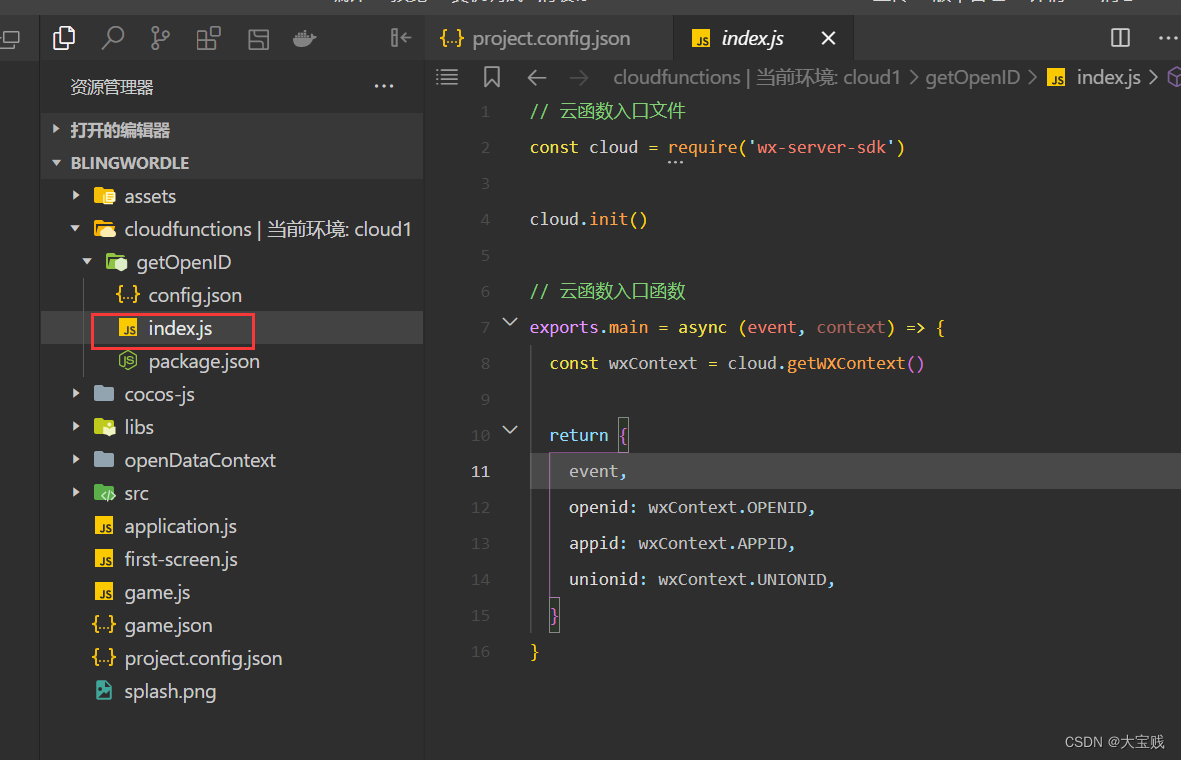 project.config.json
index.js
资源管理器
cloudfunctions | 当前环境: cloud1 > getOpenID > index.js >
打开的编辑器
BLINGWORDLE
assets
cloudfunctions | 当前环境: cloud1
getOpenID
config.json
index.js
package.json
cocos-js
libs
openDataContext
src
application.js
first-screen.js
game.js
game.json
project.config.json
splash.png
1 // 云函数入口文件
2 const cloud = require('wx-server-sdk')
3
4 cloud.init()
5
6 // 云函数入口函数
7 exports.main = async (event, context) => {
8 const wxContext = cloud.getWXContext()
9
10 return {
11 event,
12 openid: wxContext.OPENID,
13 appid: wxContext.APPID,
14 unionid: wxContext.UNIONID,
15 }
16 }
CSDN @大宝贱